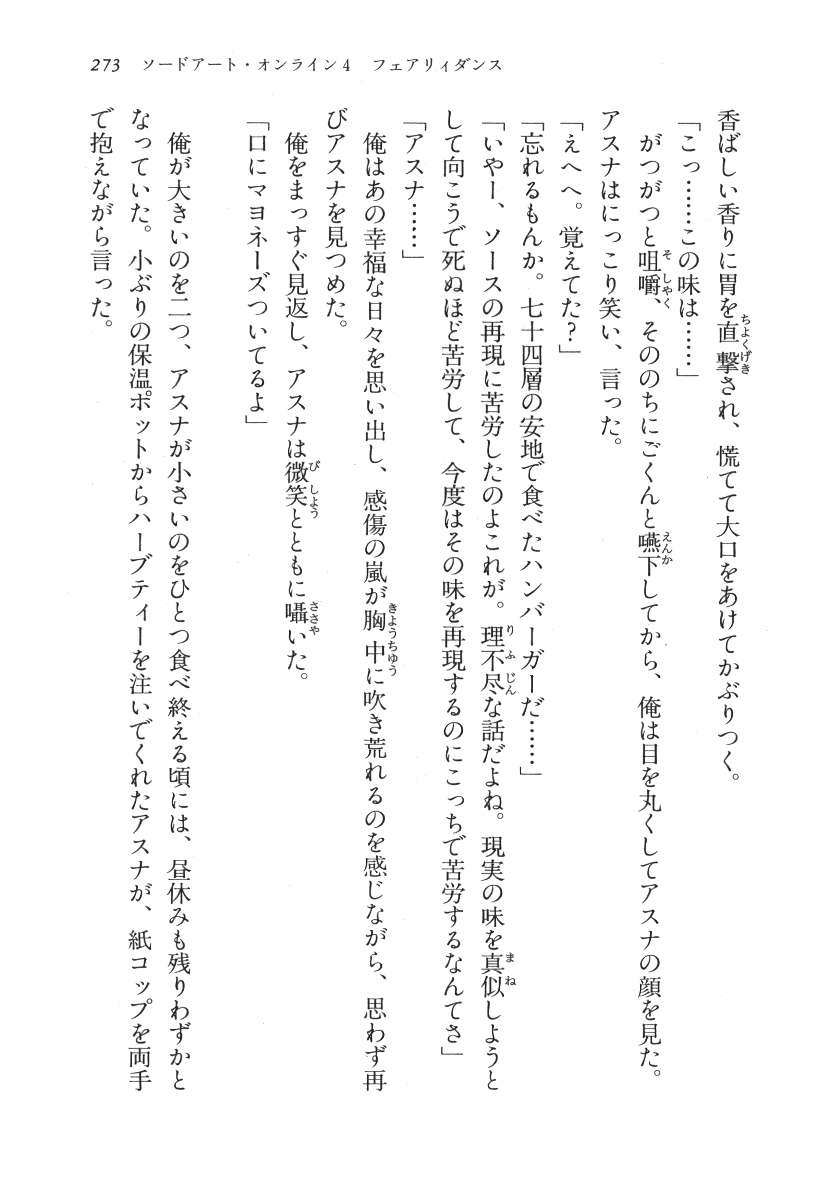 273　ソードアート・オンライン4　フェアリィダンス
香ばしい香りに胃を直撃され、慌てて大口をあけてかぶりつく。
「こっ……この味は……」
がつがつと咀嚼、そののちにごくんと嚥下してから、俺は目を丸くしてアスナの顔を見た。
アスナはにっこり笑い、言った。
「えへへ。覚えてた?」
「忘れるもんか。七十四層の安地で食べたハンバーガーだ……」
「いやー、ソースの再現に苦労したのよこれが。理不尽な話だよね。現実の味を真似しようと
して向こうで死ぬほど苦労して、今度はその味を再現するのにこっちで苦労するなんてさ」
「アスナ……」
俺はあの幸福な日々を思い出し、感傷の嵐が胸中に吹き荒れるのを感じながら、思わず再
びアスナを見つめた。
俺をまっすぐ見返し、アスナは微笑とともに囁いた。
「口にマヨネーズついてるよ」
俺が大きいのを二つ、アスナが小さいのをひとつ食べ終える頃には、昼休みも残りわずかと
なっていた。小ぶりの保温ポットからハーブティーを注いでくれたアスナが、紙コップを両手
で抱えながら言った。